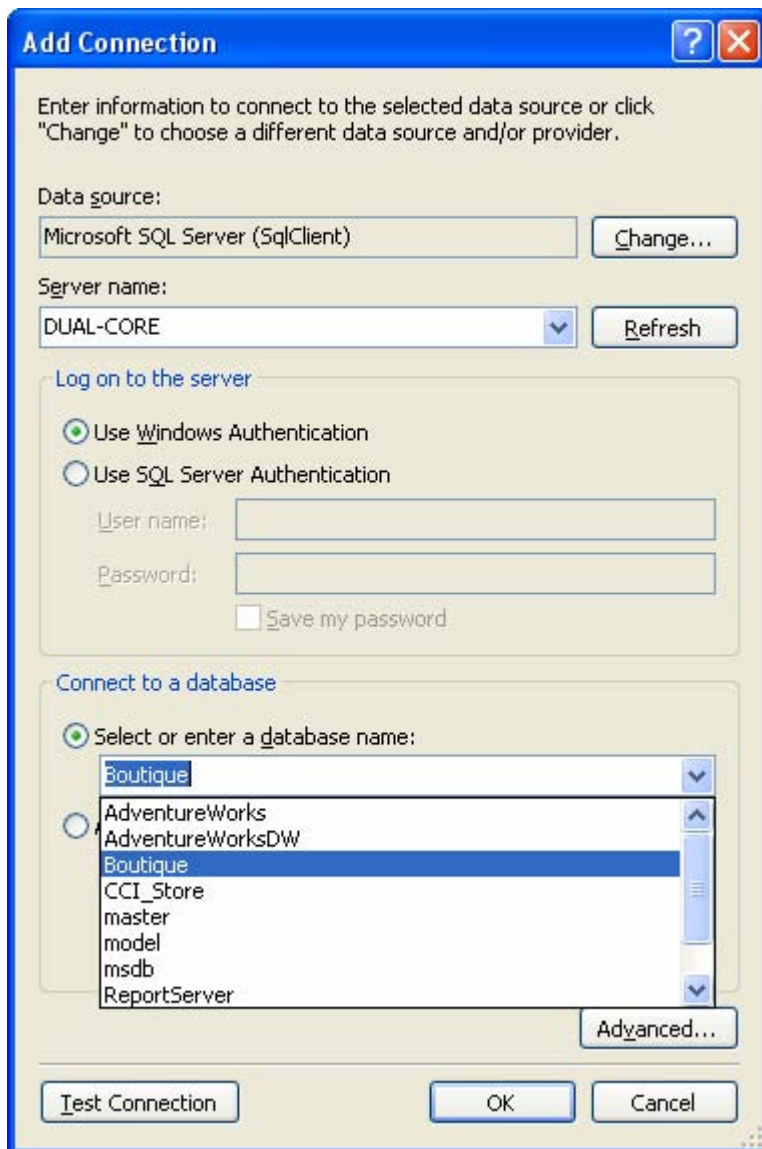 Add Connection
Enter information to connect to the selected data source or click
"Change" to choose a different data source and/or provider.
Data source:
Microsoft SQL Server (SqlClient)
Change...
Server name:
DUAL-CORE
Refresh
Log on to the server
Use Windows Authentication
Use SQL Server Authentication
User name:
Password:
Save my password
Connect to a database
Select or enter a database name:
Boutique
AdventureWorks
AdventureWorksDW
Boutique
CCI_Store
master
model
msdb
ReportServer
Advanced...
Test Connection
OK
Cancel